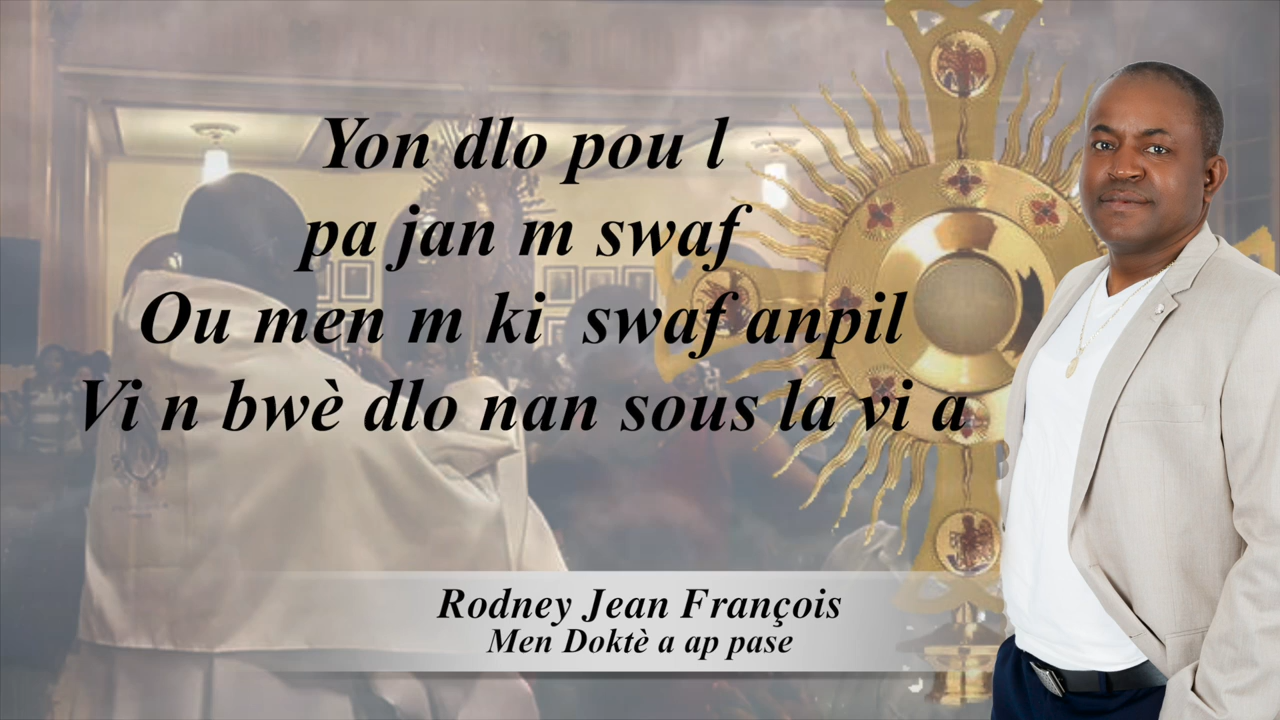 Yon dlo pou l
pa jan m swaf
Ou men m ki swaf anpil
Vi n bwè dlo nan sous la vi a
Rodney Jean François
Men Doktè a ap pase